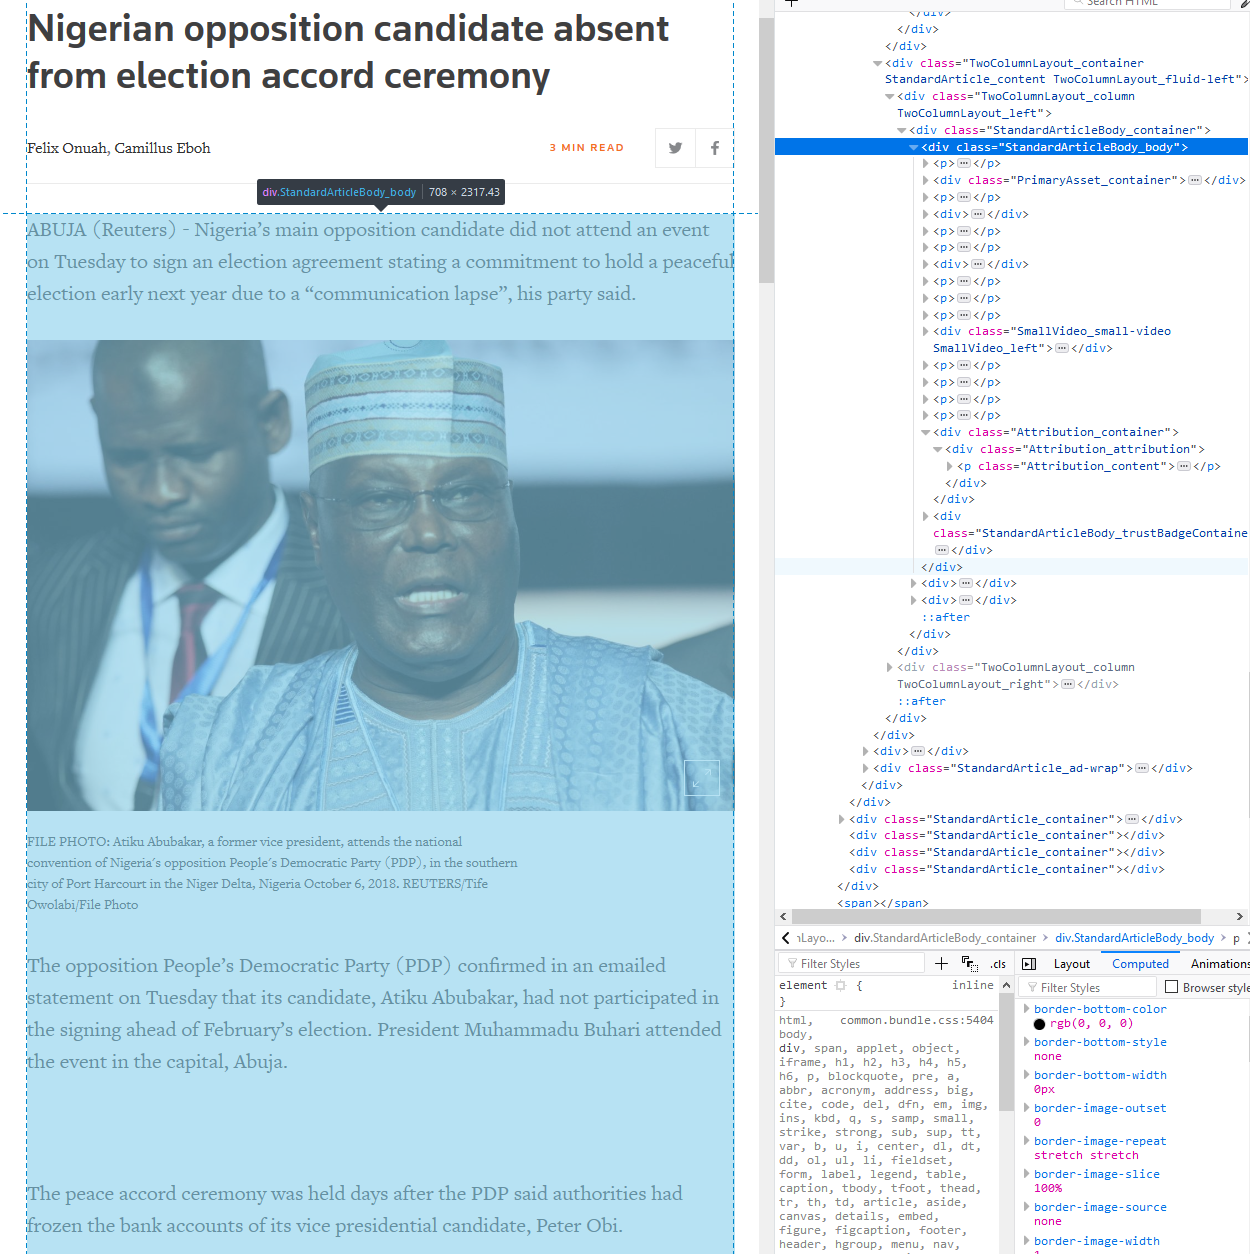 Nigerian opposition candidate absent
from election accord ceremony
Felix Onuah, Camillus Eboh
3 MIN READ
div.StandardArticleBody_body 708 × 2317.43
ABUJA (Reuters) - Nigeria’s main opposition candidate did not attend an event
on Tuesday to sign an election agreement stating a commitment to hold a peaceful
election early next year due to a “communication lapse”, his party said.
FILE PHOTO: Atiku Abubakar, a former vice president, attends the national
convention of Nigeria's opposition People's Democratic Party (PDP), in the southern
city of Port Harcourt in the Niger Delta, Nigeria October 6, 2018. REUTERS/Tife
Owolabi/File Photo
The opposition People’s Democratic Party (PDP) confirmed in an emailed
statement on Tuesday that its candidate, Atiku Abubakar, had not participated in
the signing ahead of February’s election. President Muhammadu Buhari attended
the event in the capital, Abuja.
The peace accord ceremony was held days after the PDP said authorities had
frozen the bank accounts of its vice presidential candidate, Peter Obi.
Search HTML
</div>
</div>
</div>
<div class="TwoColumnLayout_container
StandardArticle_content TwoColumnLayout_fluid-left">
<div class="TwoColumnLayout_column
TwoColumnLayout_left">
<div class="StandardArticleBody_container">
<div class="StandardArticleBody_body">
<p>⋯</p>
<div class="PrimaryAsset_container">⋯</div>
<p>⋯</p>
<div>⋯</div>
<p>⋯</p>
<p>⋯</p>
<div>⋯</div>
<p>⋯</p>
<p>⋯</p>
<p>⋯</p>
<div class="SmallVideo_small-video
SmallVideo_left">⋯</div>
<p>⋯</p>
<p>⋯</p>
<p>⋯</p>
<p>⋯</p>
<div class="Attribution_container">
<div class="Attribution_attribution">
<p class="Attribution_content">⋯</p>
</div>
</div>
<div
class="StandardArticleBody_trustBadgeContaine
⋯</div>
</div>
<div>⋯</div>
<div>⋯</div>
::after
</div>
</div>
<div class="TwoColumnLayout_column
TwoColumnLayout_right">⋯</div>
::after
</div>
</div>
<div>⋯</div>
<div class="StandardArticle_ad-wrap">⋯</div>
</div>
</div>
<div class="StandardArticle_container">⋯</div>
<div class="StandardArticle_container"></div>
<div class="StandardArticle_container"></div>
<div class="StandardArticle_container"></div>
</div>
<span></span>
nLayo... > div.StandardArticleBody_container > div.StandardArticleBody_body > p
Filter Styles + .cls
element { inline
}
html, common.bundle.css:5404
body,
div, span, applet, object,
iframe, h1, h2, h3, h4, h5,
h6, p, blockquote, pre, a,
abbr, acronym, address, big,
cite, code, del, dfn, em, img,
ins, kbd, q, s, samp, small,
strike, strong, sub, sup, tt,
var, b, u, i, center, dl, dt,
dd, ol, ul, li, fieldset,
form, label, legend, table,
caption, tbody, tfoot, thead,
tr, th, td, article, aside,
canvas, details, embed,
figure, figcaption, footer,
header, hgroup, menu, nav,
Layout Computed Animations
Filter Styles Browser style
border-bottom-color
rgb(0, 0, 0)
border-bottom-style
none
border-bottom-width
0px
border-image-outset
0
border-image-repeat
stretch stretch
border-image-slice
100%
border-image-source
none
border-image-width